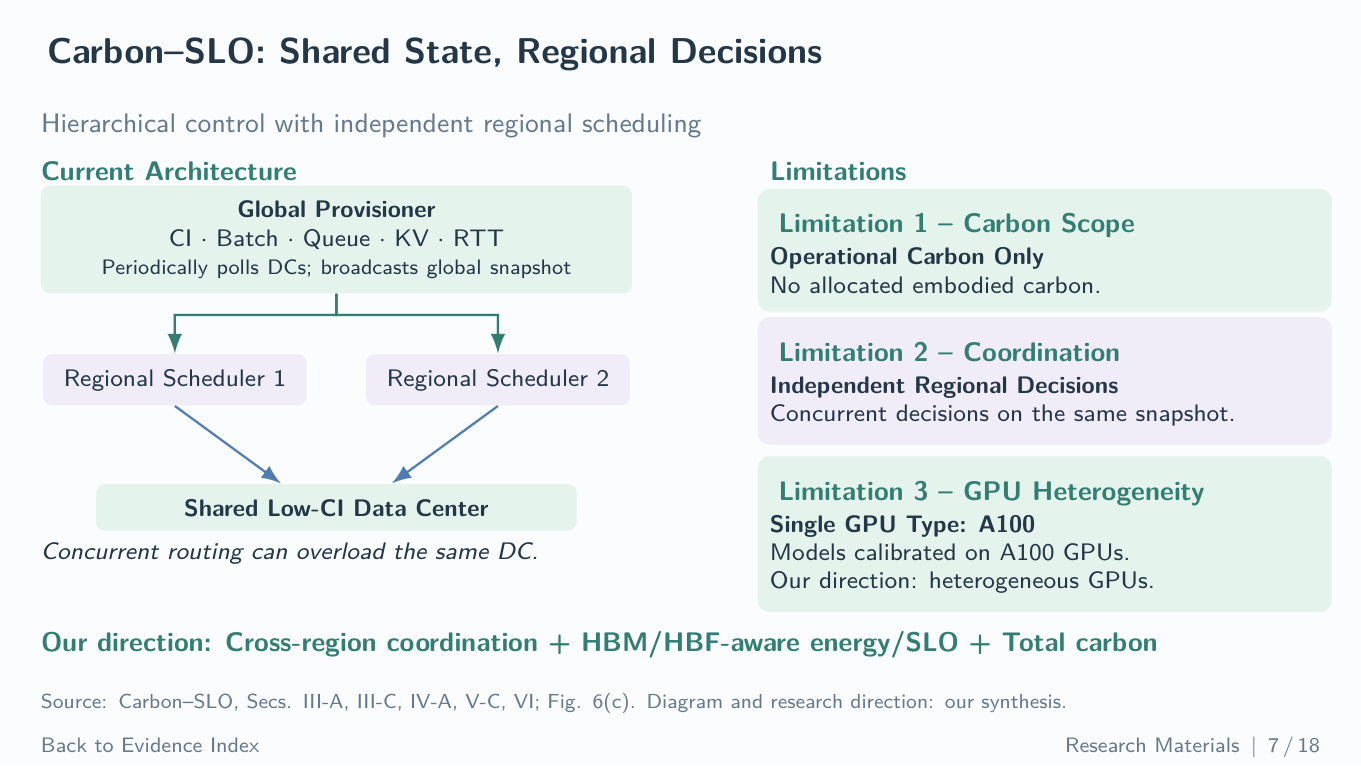 Carbon–SLO: Shared State, Regional Decisions
Hierarchical control with independent regional scheduling
Current Architecture
Global Provisioner
CI · Batch · Queue · KV · RTT
Periodically polls DCs; broadcasts global snapshot
Regional Scheduler 1
Regional Scheduler 2
Shared Low-CI Data Center
Concurrent routing can overload the same DC.
Limitations
Limitation 1 – Carbon Scope
Operational Carbon Only
No allocated embodied carbon.
Limitation 2 – Coordination
Independent Regional Decisions
Concurrent decisions on the same snapshot.
Limitation 3 – GPU Heterogeneity
Single GPU Type: A100
Models calibrated on A100 GPUs.
Our direction: heterogeneous GPUs.
Our direction: Cross-region coordination + HBM/HBF-aware energy/SLO + Total carbon
Source: Carbon–SLO, Secs. III-A, III-C, IV-A, V-C, VI; Fig. 6(c). Diagram and research direction: our synthesis.
Back to Evidence Index
Research Materials | 7 / 18